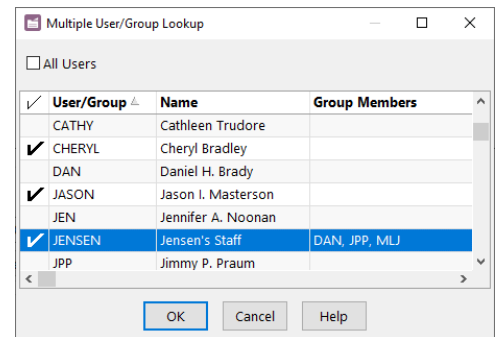 Multiple User/Group Lookup
All Users
User/Group Name Group Members
CATHY Cathleen Trudore
CHERYL Cheryl Bradley
DAN Daniel H. Brady
JASON Jason I. Masterson
JEN Jennifer A. Noonan
JENSEN Jensen's Staff DAN, JPP, MLJ
JPP Jimmy P. Praum
OK Cancel Help